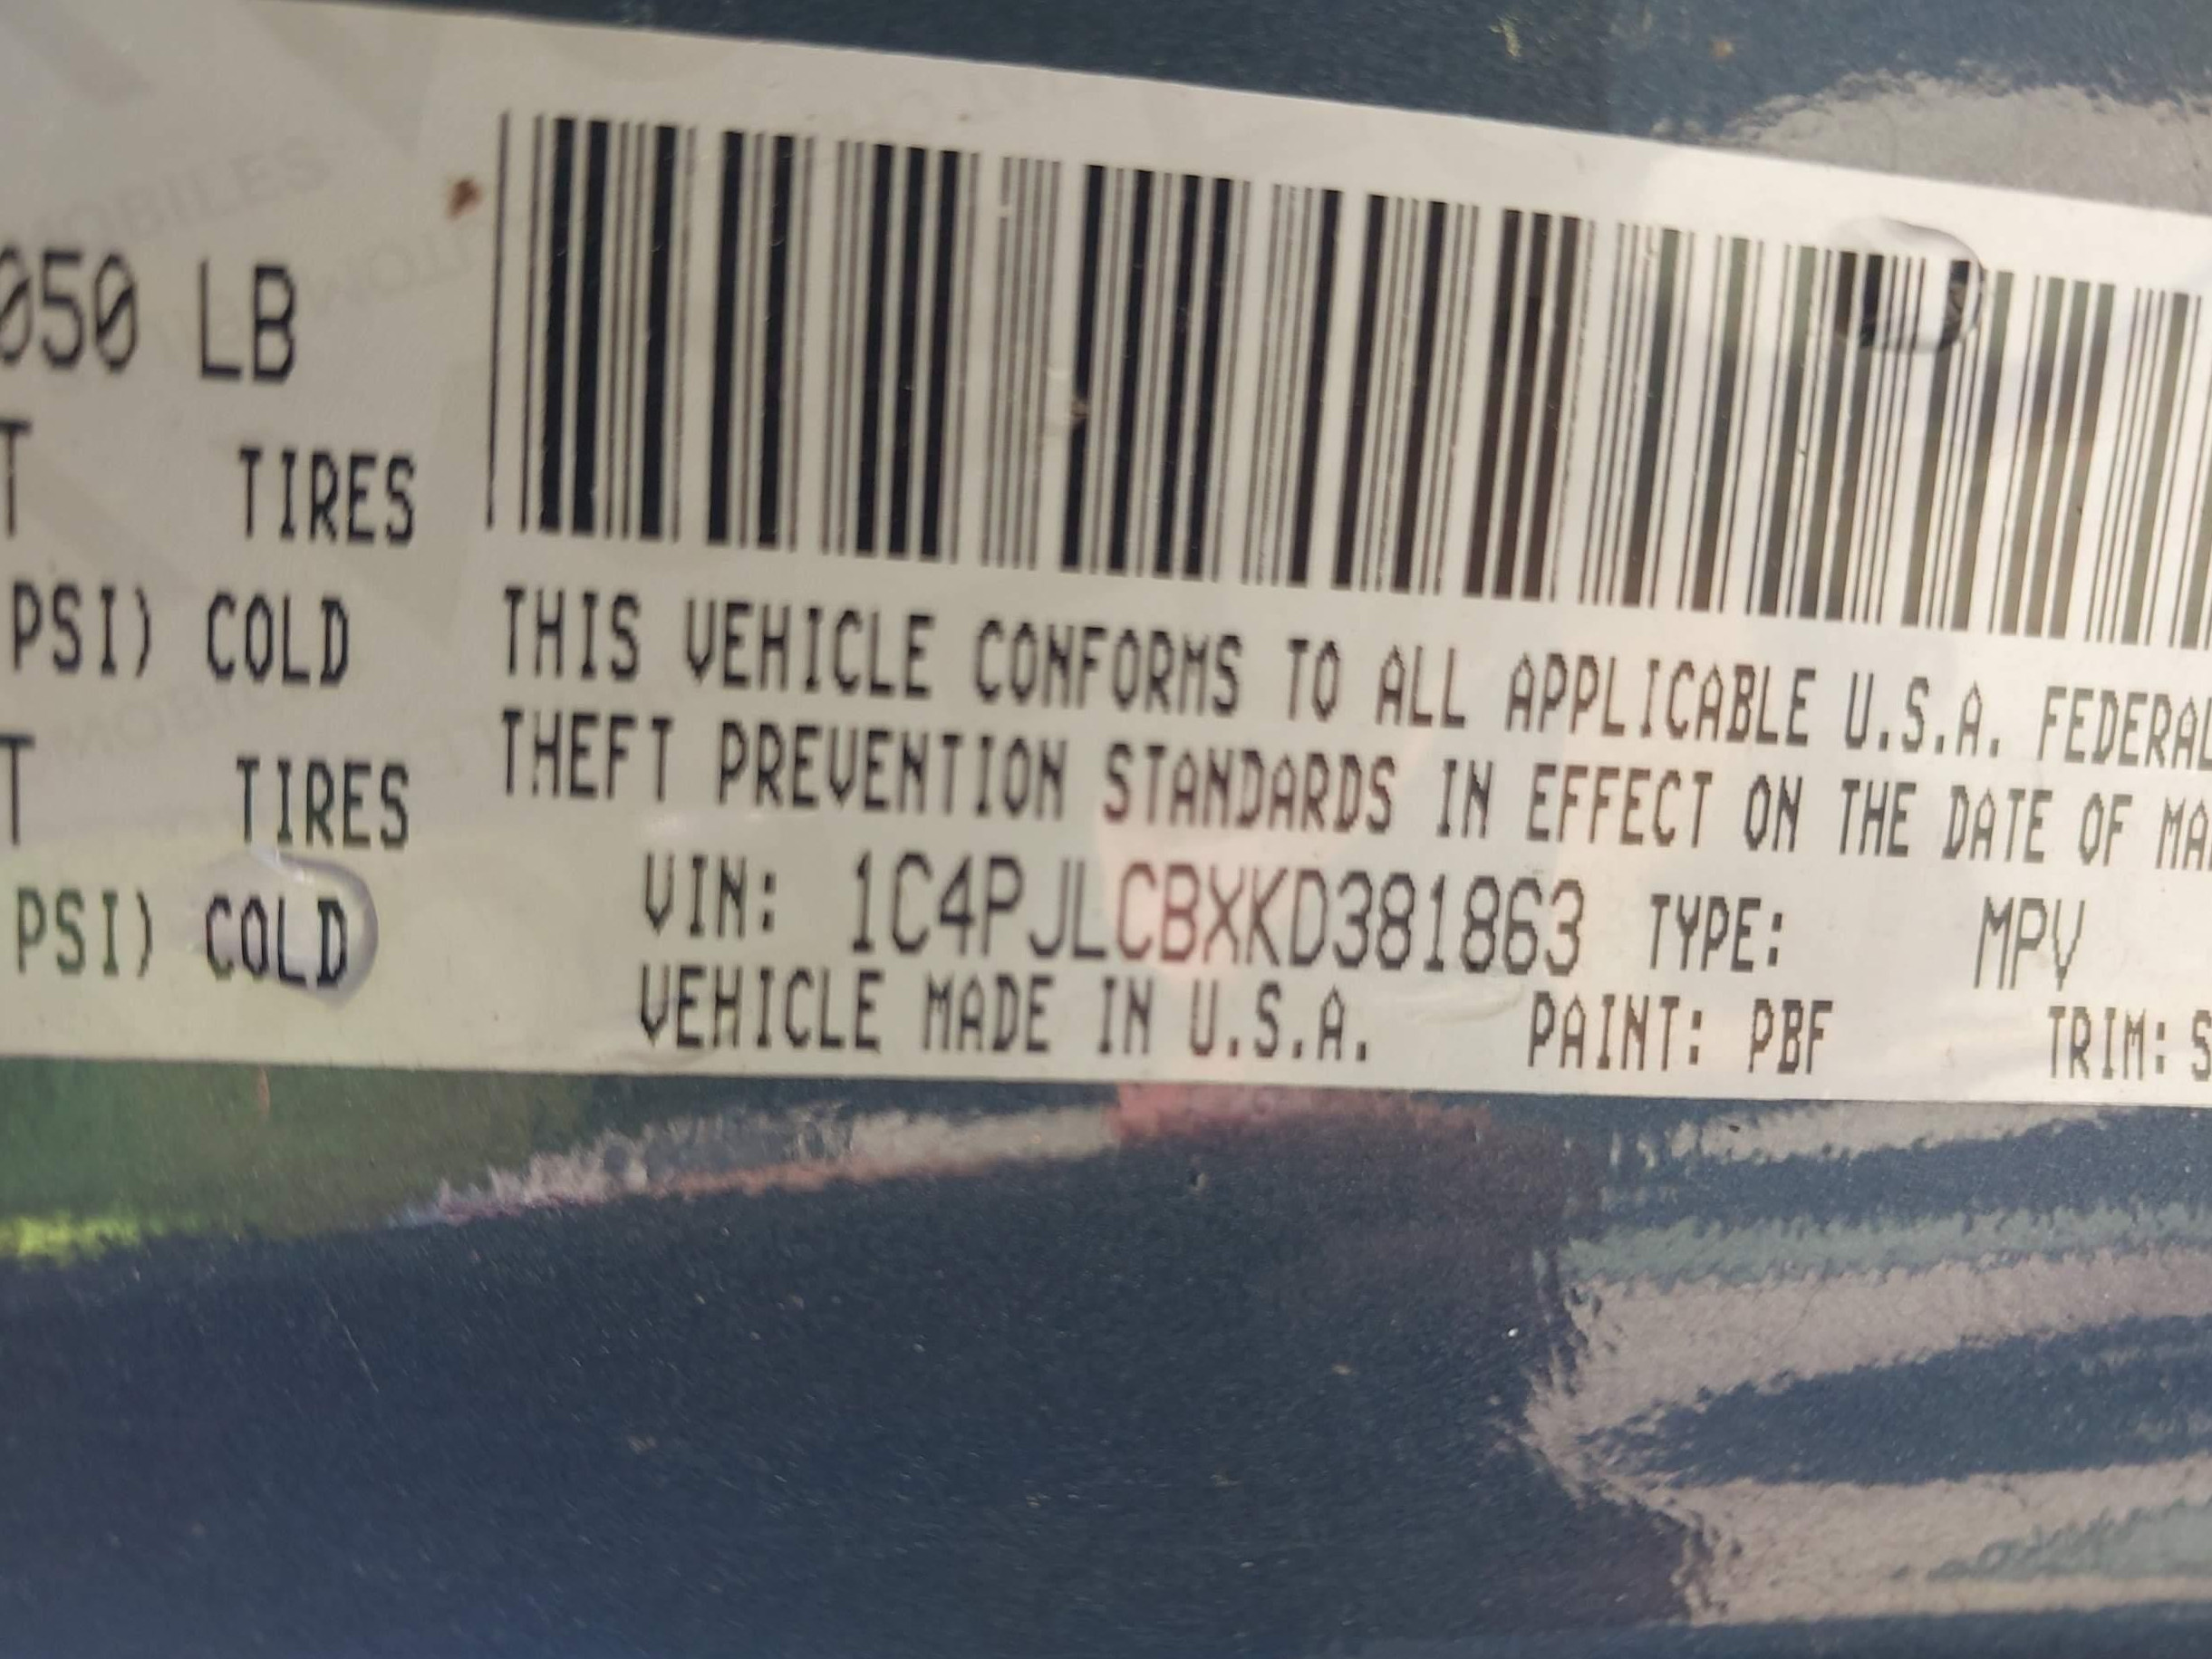 050 LB
T TIRES
PSI) COLD
T TIRES
PSI) COLD
THIS VEHICLE CONFORMS TO ALL APPLICABLE U.S.A. FEDERAL
THEFT PREVENTION STANDARDS IN EFFECT ON THE DATE OF MA
VIN: 1C4PJLCBXKD381863 TYPE: MPV
VEHICLE MADE IN U.S.A. PAINT: PBF TRIM: S